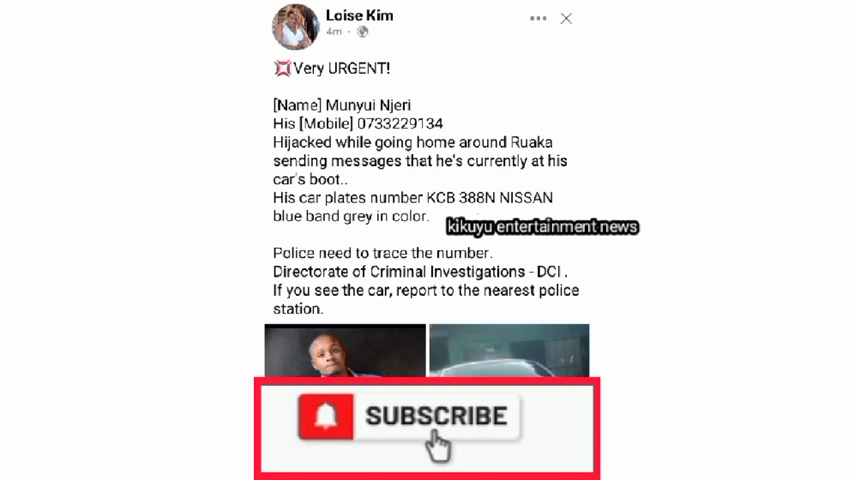 Loise Kim
4m ·
Very URGENT!
[Name] Munyui Njeri
His [Mobile] 0733229134
Hijacked while going home around Ruaka
sending messages that he's currently at his
car's boot..
His car plates number KCB 388N NISSAN
blue band grey in color.
kikuyu entertainment news
Police need to trace the number.
Directorate of Criminal Investigations - DCI .
If you see the car, report to the nearest police
station.
SUBSCRIBE